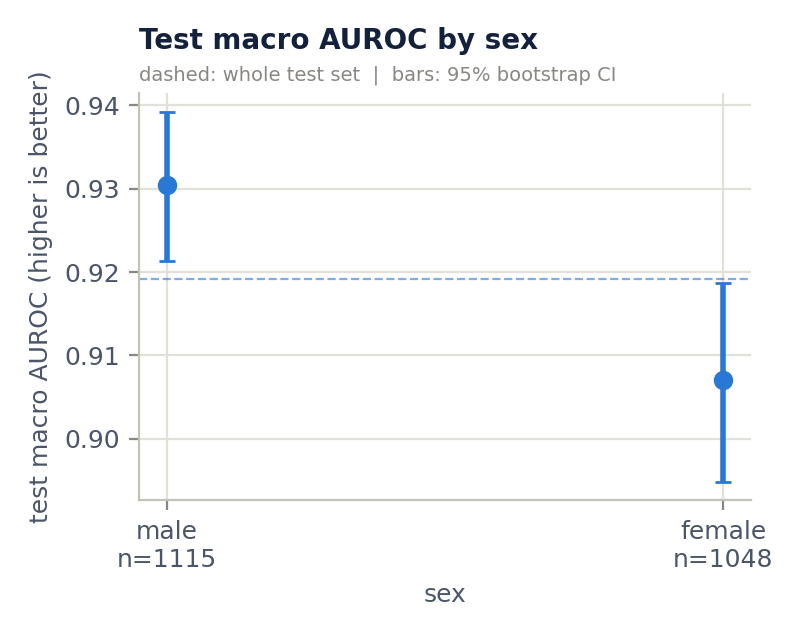 Test macro AUROC by sex
dashed: whole test set | bars: 95% bootstrap CI
test macro AUROC (higher is better)
0.94
0.93
0.92
0.91
0.90
male
n=1115
female
n=1048
sex